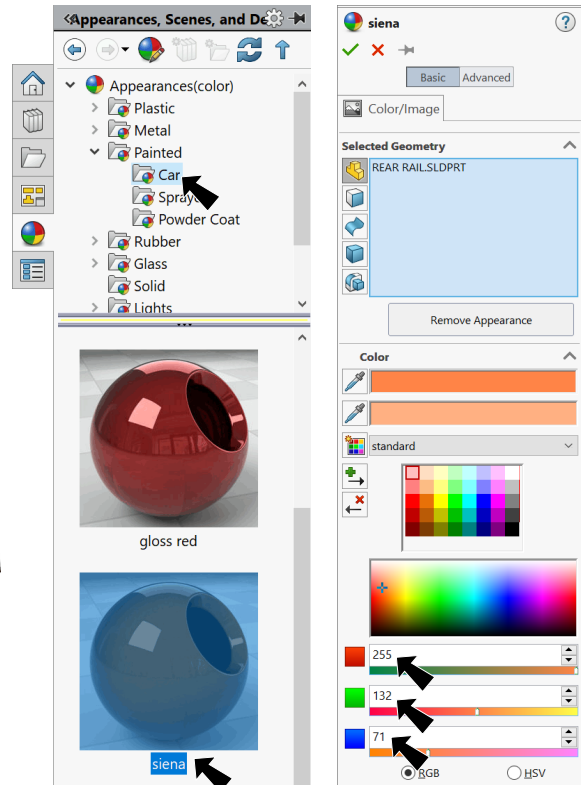 Appearances, Scenes, and De
Appearances(color)
Plastic
Metal
Painted
Car
Powder Coat
Rubber
Glass
Solid
Lights
gloss red
siena
siena
Basic
Advanced
Color/Image
Selected Geometry
REAR RAIL.SLDPRT
Remove Appearance
Color
standard
255
132
71
RGB
HSV